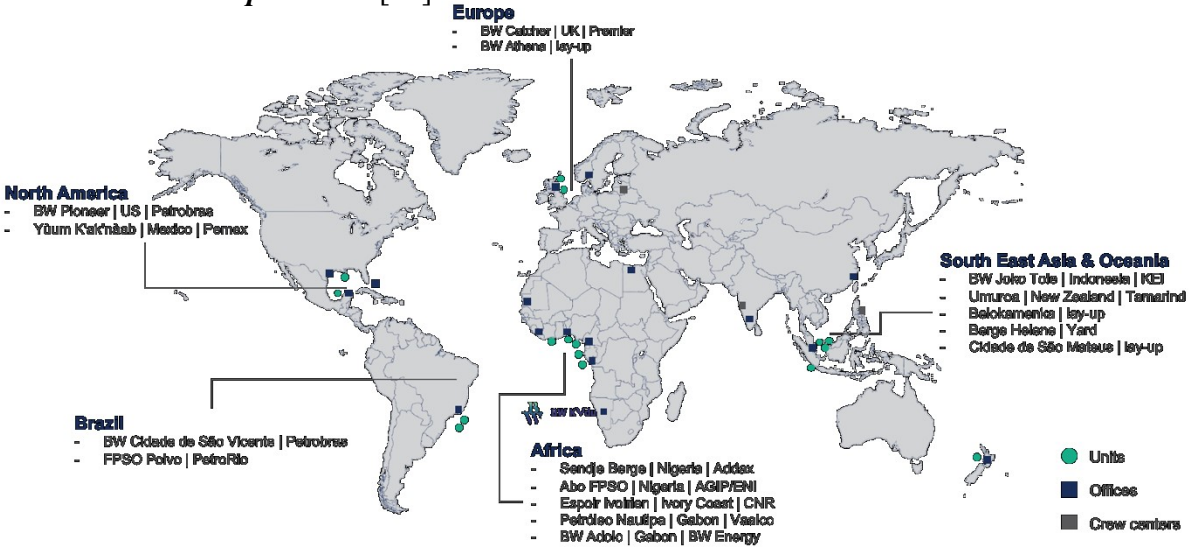 Europe
- BW Catcher | UK | Premier
- BW Athena | lay-up
North America
- BW Pioneer | US | Petrobras
- Yùum K'ak'nàab | Mexico | Pemex
South East Asia & Oceania
- BW Joko Tole | Indonesia | KEI
- Umuroa | New Zealand | Tamarind
- Belokamenka | lay-up
- Berge Helene | Yard
- Cidade de São Mateus | lay-up
Brazil
- BW Cidade de São Vicente | Petrobras
- FPSO Polvo | PetroRio
Africa
- Sendje Berge | Nigeria | Addax
- Abo FPSO | Nigeria | AGIP/ENI
- Espoir Ivoirien | Ivory Coast | CNR
- Petróleo Nautipa | Gabon | Vaalco
- BW Adolo | Gabon | BW Energy
Units
Offices
Crew centers